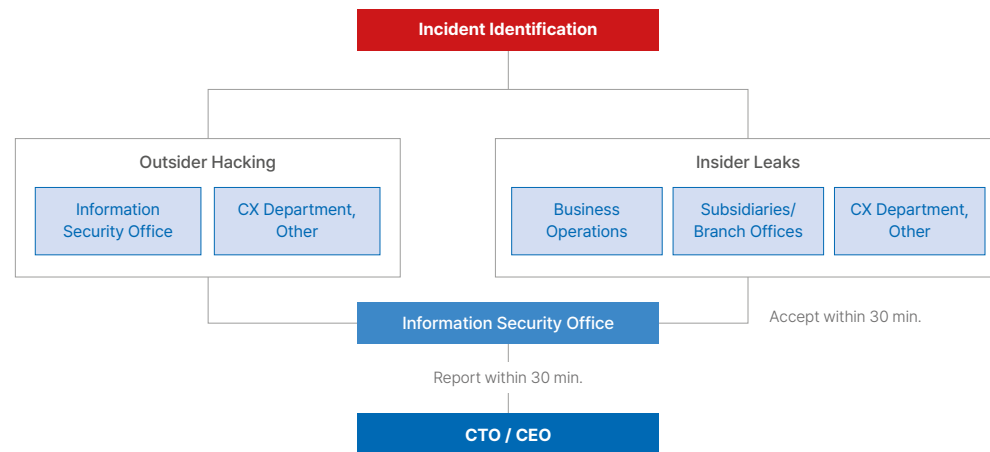 Incident Identification
Outsider Hacking
Information
Security Office
CX Department,
Other
Insider Leaks
Business
Operations
Subsidiaries/
Branch Offices
CX Department,
Other
Information Security Office
Accept within 30 min.
Report within 30 min.
CTO / CEO